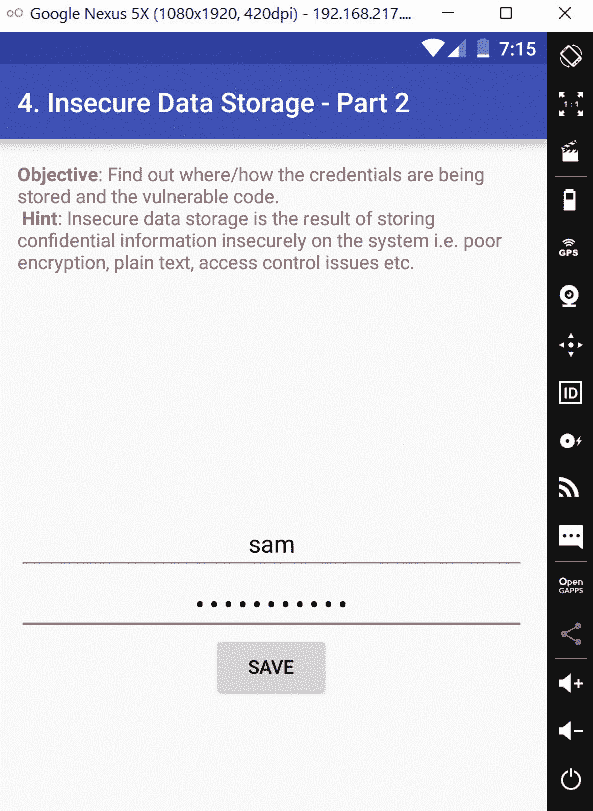 Google Nexus 5X (1080x1920, 420dpi) - 192.168.217....
7:15
4. Insecure Data Storage - Part 2
Objective: Find out where/how the credentials are being
stored and the vulnerable code.
Hint: Insecure data storage is the result of storing
confidential information insecurely on the system i.e. poor
encryption, plain text, access control issues etc.
sam
SAVE
1:1
GPS
ID
Open
GAPPS